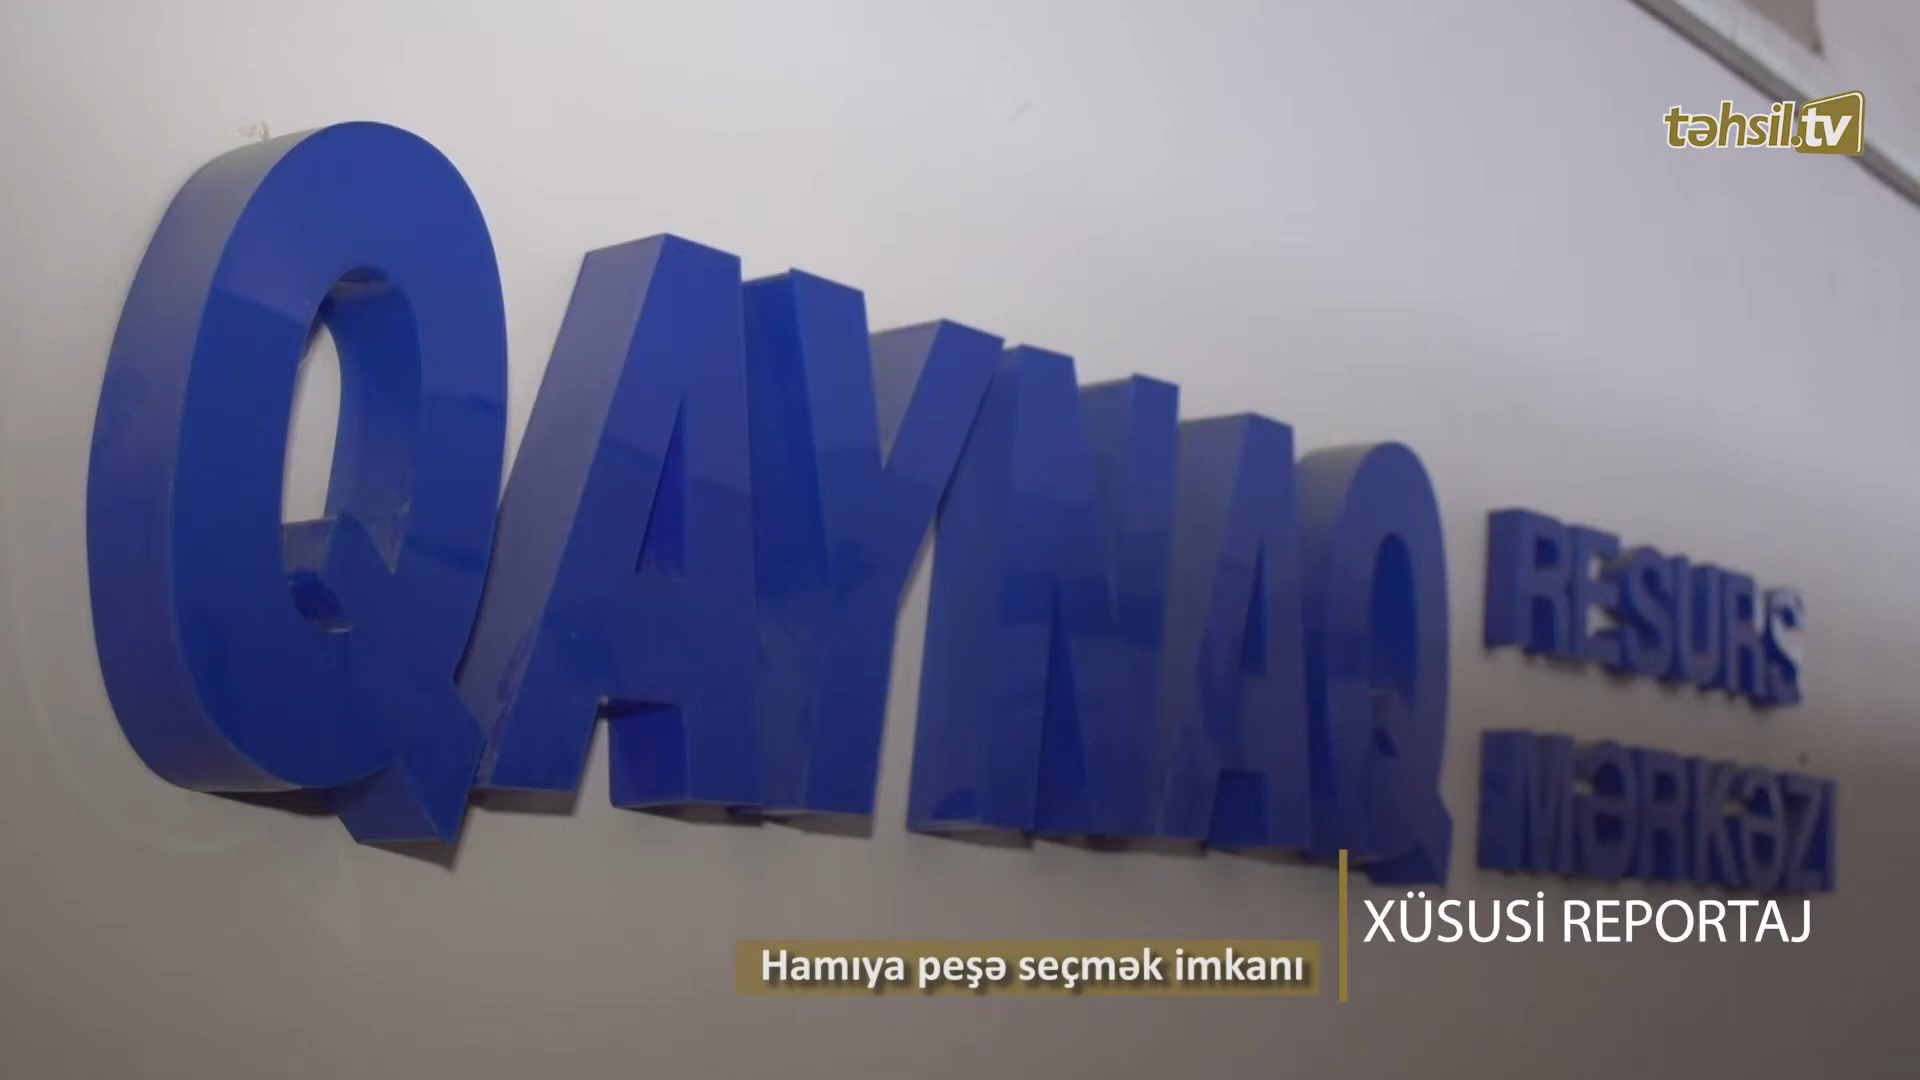 təhsil.tv
QAYNAQ
RESURS
MƏRKƏZİ
XÜSUSİ REPORTAJ
Hamıya peşə seçmək imkanı